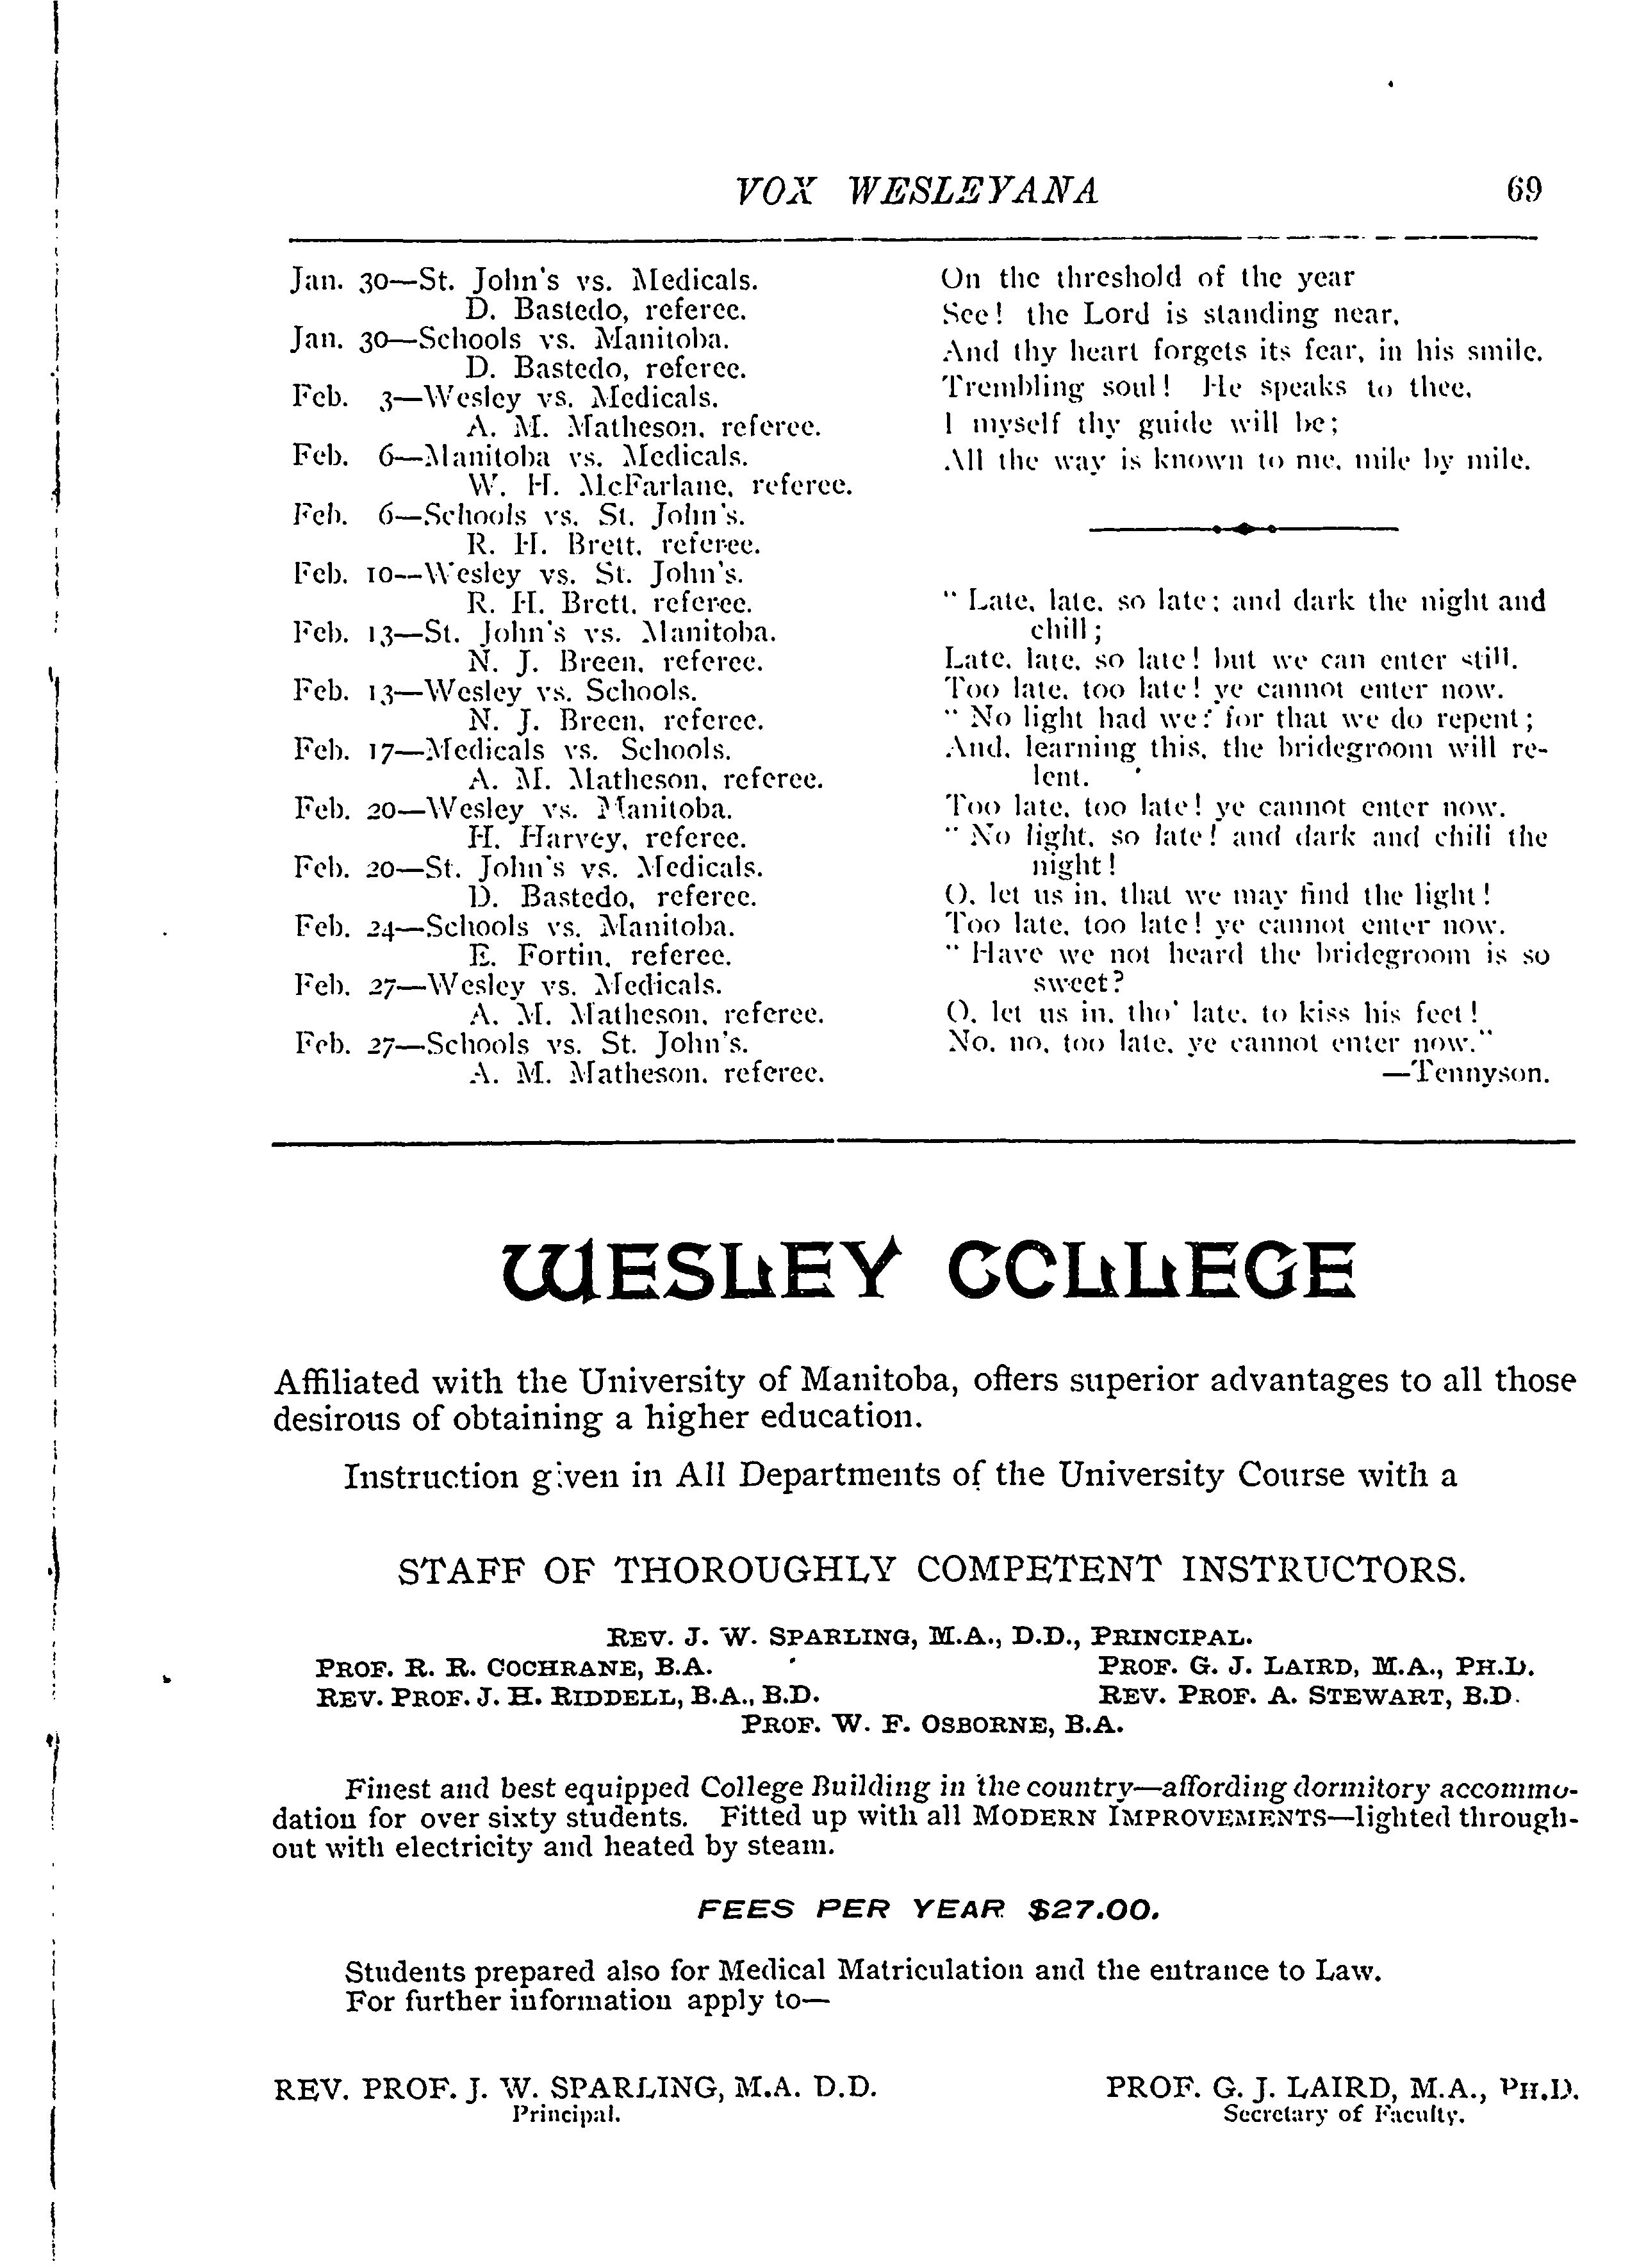 VOX WESLEYANA 69
Jan. 30—St. John's vs. Medicals.
D. Bastedo, referee.
Jan. 30—Schools vs. Manitoba.
D. Bastedo, referee.
Feb. 3—Wesley vs. Medicals.
A. M. Matheson, referee.
Feb. 6—Manitoba vs. Medicals.
W. H. McFarlane, referee.
Feb. 6—Schools vs. St. John's.
R. H. Brett, referee.
Feb. 10—Wesley vs. St. John's.
R. H. Brett, referee.
Feb. 13—St. John's vs. Manitoba.
N. J. Breen, referee.
Feb. 13—Wesley vs. Schools.
N. J. Breen, referee.
Feb. 17—Medicals vs. Schools.
A. M. Matheson, referee.
Feb. 20—Wesley vs. Manitoba.
H. Harvey, referee.
Feb. 20—St. John's vs. Medicals.
D. Bastedo, referee.
Feb. 24—Schools vs. Manitoba.
E. Fortin, referee.
Feb. 27—Wesley vs. Medicals.
A. M. Matheson, referee.
Feb. 27—Schools vs. St. John's.
A. M. Matheson, referee.
On the threshold of the year
See! the Lord is standing near,
And thy heart forgets its fear, in his smile.
Trembling soul! He speaks to thee,
I myself thy guide will be;
All the way is known to me, mile by mile.
" Late, late, so late; and dark the night and
chill;
Late, late, so late! but we can enter still.
Too late, too late! ye cannot enter now.
" No light had we: for that we do repent;
And, learning this, the bridegroom will re-
lent.
Too late, too late! ye cannot enter now.
" No light, so late! and dark and chill the
night!
O, let us in, that we may find the light!
Too late, too late! ye cannot enter now.
" Have we not heard the bridegroom is so
sweet?
O, let us in, tho' late, to kiss his feet!
No, no, too late, ye cannot enter now."
—Tennyson.
WESLEY COLLEGE
Affiliated with the University of Manitoba, offers superior advantages to all those
desirous of obtaining a higher education.
Instruction given in All Departments of the University Course with a
STAFF OF THOROUGHLY COMPETENT INSTRUCTORS.
REV. J. W. SPARLING, M.A., D.D., PRINCIPAL.
PROF. R. R. COCHRANE, B.A. PROF. G. J. LAIRD, M.A., PH.D.
REV. PROF. J. H. RIDDELL, B.A., B.D. REV. PROF. A. STEWART, B.D.
PROF. W. F. OSBORNE, B.A.
Finest and best equipped College Building in the country—affording dormitory accommo-
dation for over sixty students. Fitted up with all MODERN IMPROVEMENTS—lighted through-
out with electricity and heated by steam.
FEES PER YEAR $27.00.
Students prepared also for Medical Matriculation and the entrance to Law.
For further information apply to—
REV. PROF. J. W. SPARLING, M.A. D.D. PROF. G. J. LAIRD, M.A., PH.D.
Principal. Secretary of Faculty.